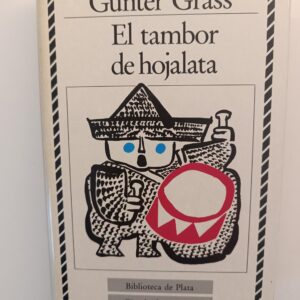 Günter Grass
El tambor
de hojalata
Biblioteca de Plata